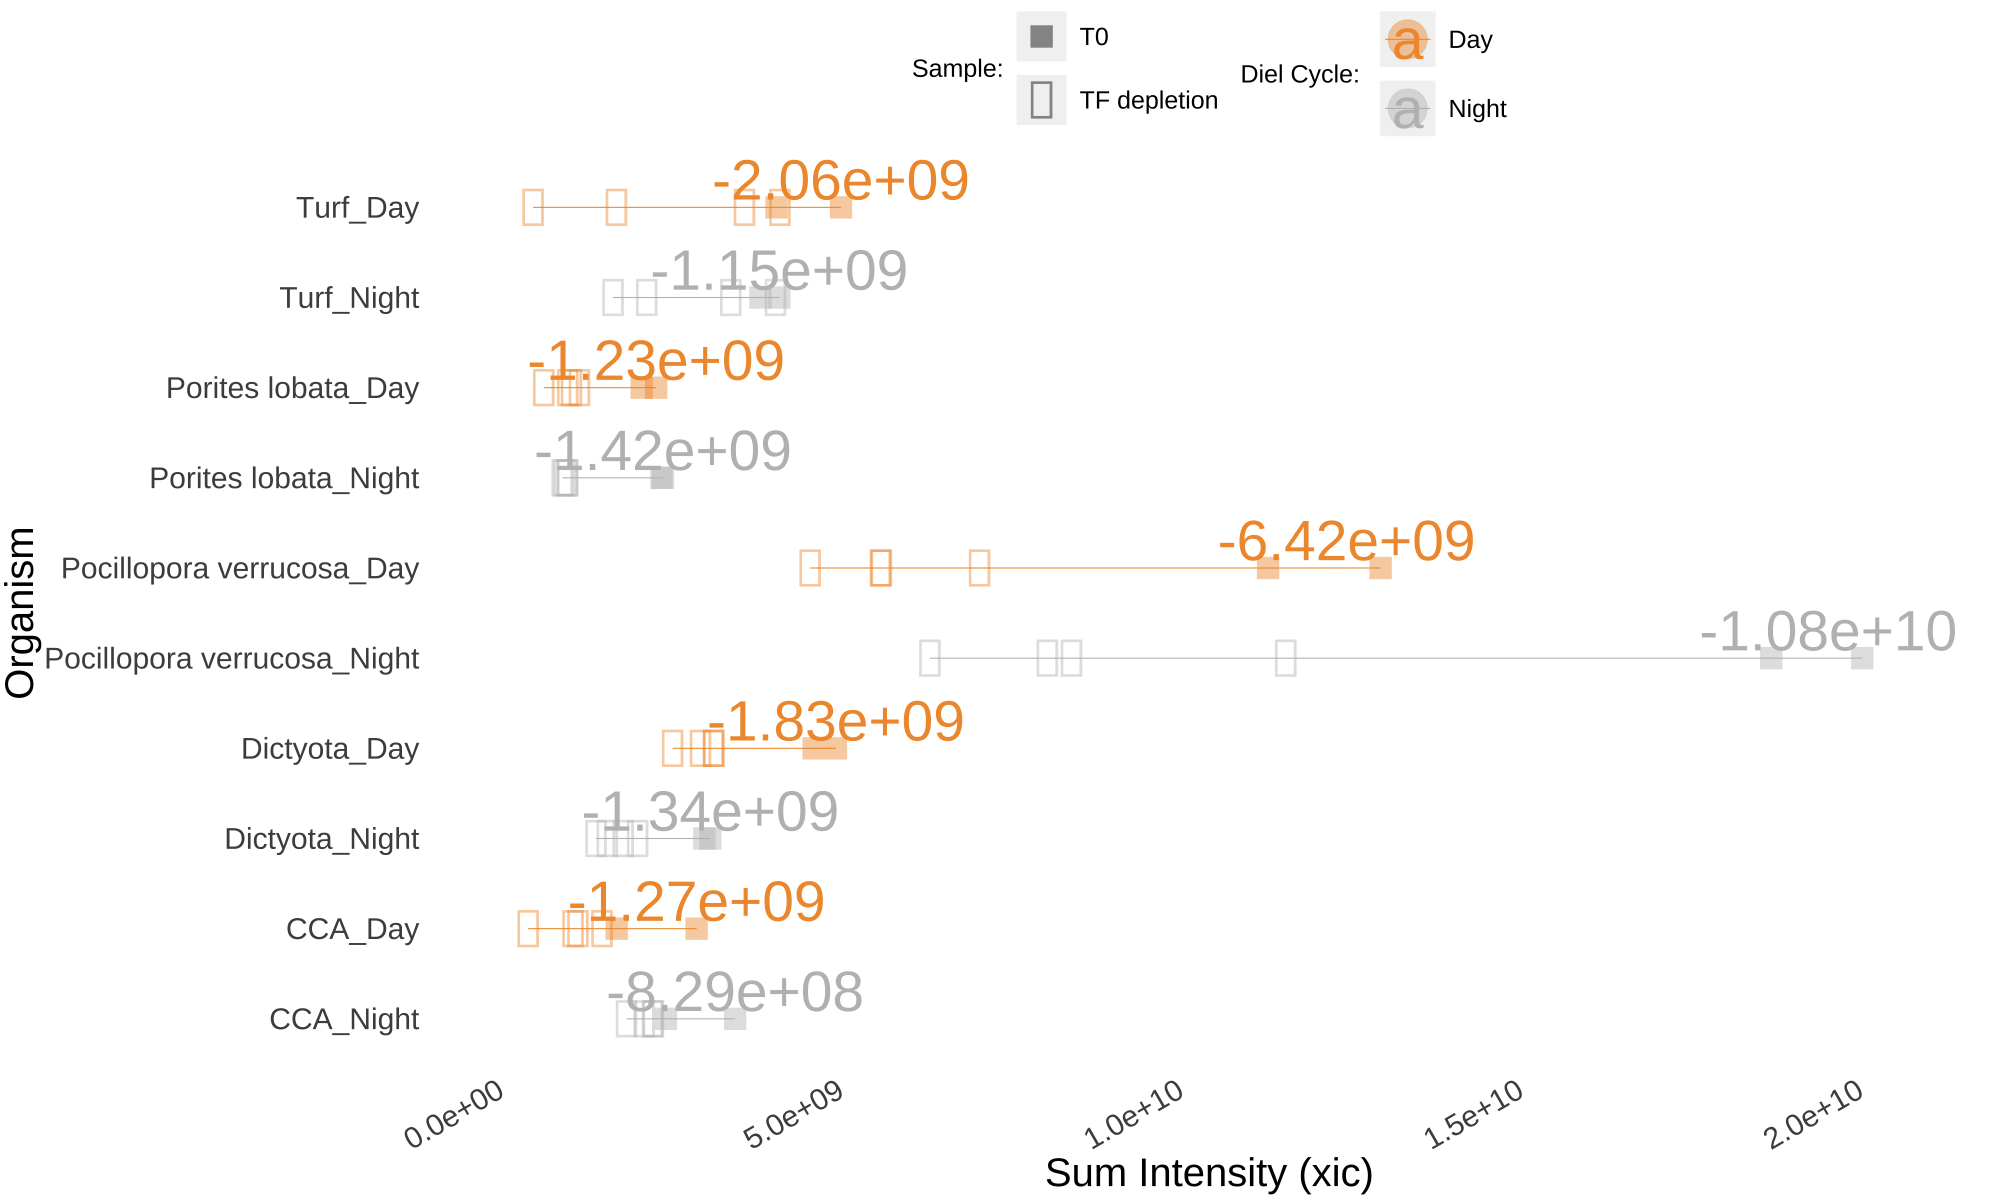 Sample:
T0
TF depletion
Diel Cycle:
a Day
a Night
Organism
Turf_Day -2.06e+09
Turf_Night -1.15e+09
Porites lobata_Day -1.23e+09
Porites lobata_Night -1.42e+09
Pocillopora verrucosa_Day -6.42e+09
Pocillopora verrucosa_Night -1.08e+10
Dictyota_Day -1.83e+09
Dictyota_Night -1.34e+09
CCA_Day -1.27e+09
CCA_Night -8.29e+08
0.0e+00 5.0e+09 1.0e+10 1.5e+10 2.0e+10
Sum Intensity (xic)